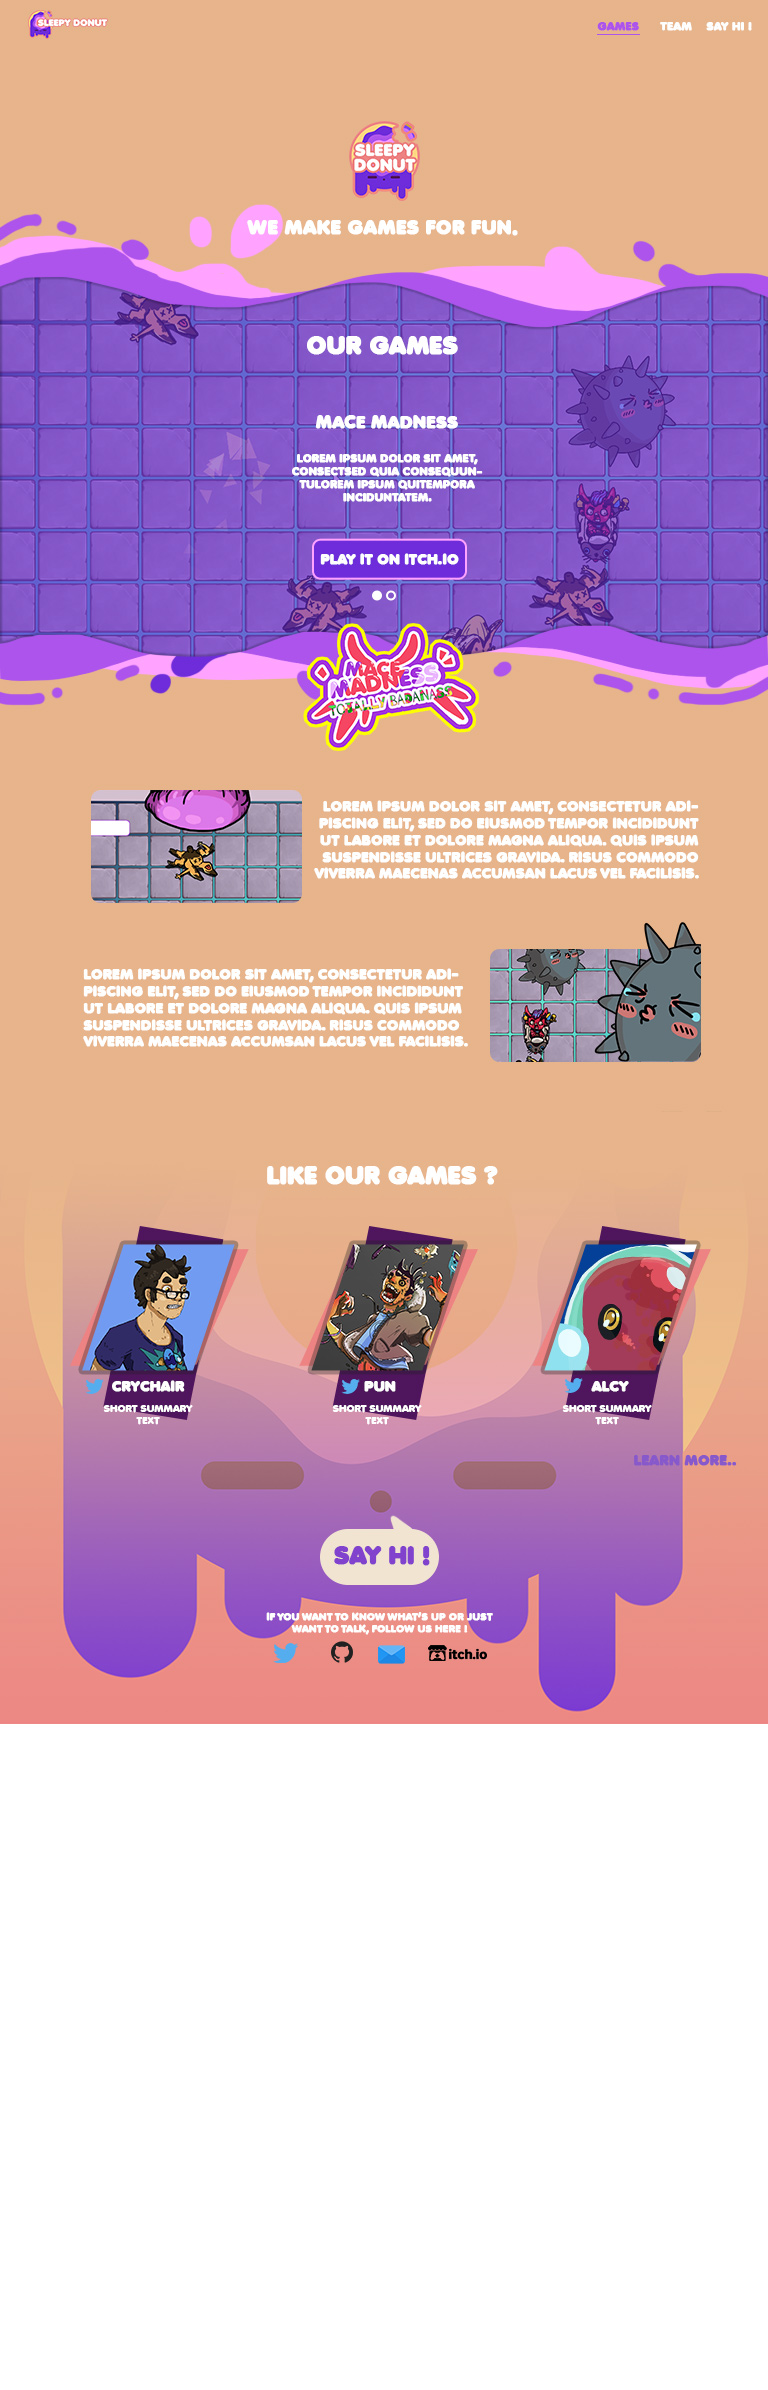 SLEEPY DONUT
GAMES TEAM SAY HI !
SLEEPY
DONUT
WE MAKE GAMES FOR FUN.
OUR GAMES
MACE MADNESS
LOREM IPSUM DOLOR SIT AMET,
CONSECTSED QUIA CONSEQUUN-
TULOREM IPSUM QUITEMPORA
INCIDUNTATEM.
PLAY IT ON ITCH.IO
MACE
MADNESS
TOTALLY BADANASS
LOREM IPSUM DOLOR SIT AMET, CONSECTETUR ADI-
PISCING ELIT, SED DO EIUSMOD TEMPOR INCIDIDUNT
UT LABORE ET DOLORE MAGNA ALIQUA. QUIS IPSUM
SUSPENDISSE ULTRICES GRAVIDA. RISUS COMMODO
VIVERRA MAECENAS ACCUMSAN LACUS VEL FACILISIS.
LOREM IPSUM DOLOR SIT AMET, CONSECTETUR ADI-
PISCING ELIT, SED DO EIUSMOD TEMPOR INCIDIDUNT
UT LABORE ET DOLORE MAGNA ALIQUA. QUIS IPSUM
SUSPENDISSE ULTRICES GRAVIDA. RISUS COMMODO
VIVERRA MAECENAS ACCUMSAN LACUS VEL FACILISIS.
LIKE OUR GAMES ?
CRYCHAIR
SHORT SUMMARY
TEXT
PUN
SHORT SUMMARY
TEXT
ALCY
SHORT SUMMARY
TEXT
LEARN MORE..
SAY HI !
IF YOU WANT TO KNOW WHAT'S UP OR JUST
WANT TO TALK, FOLLOW US HERE !
itch.io